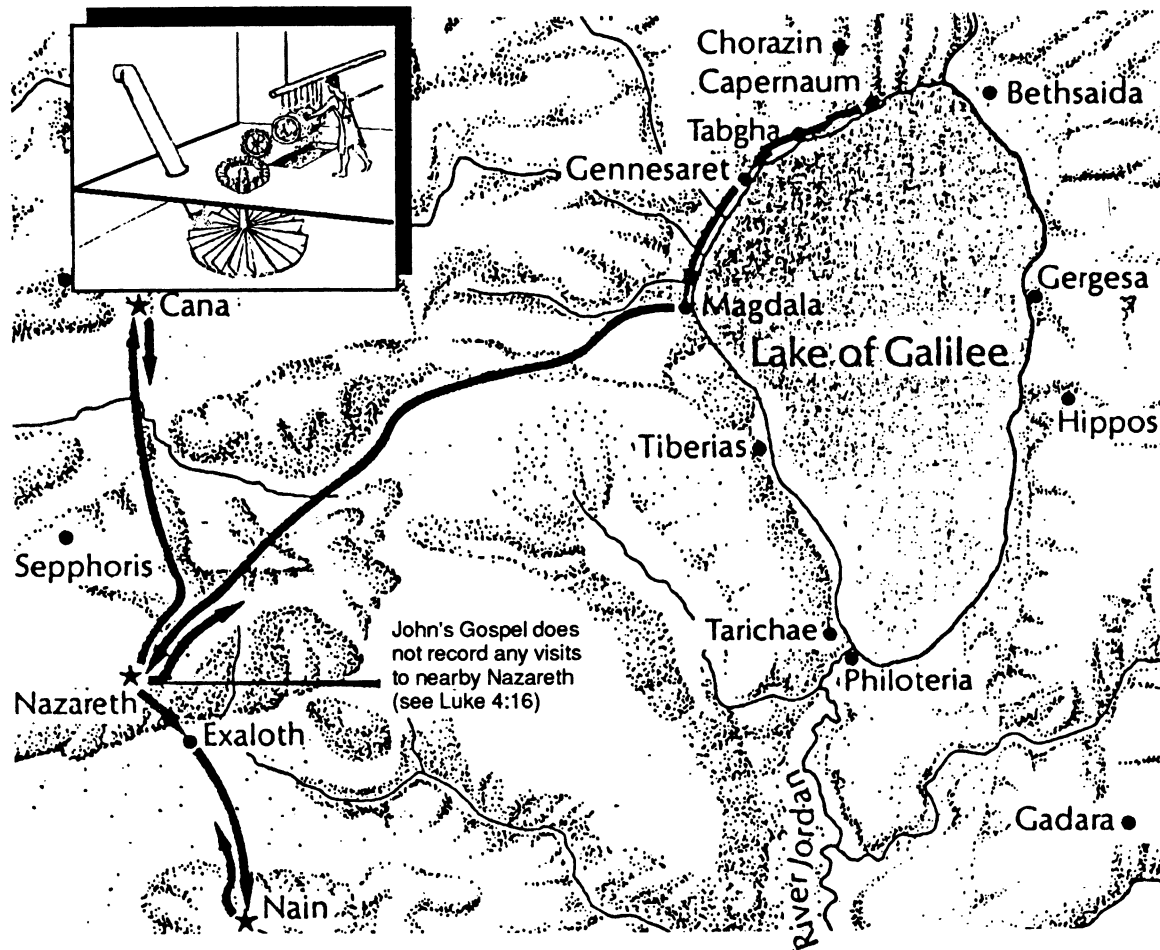 Chorazin
Capernaum
Bethsaida
Tabgha
Gennesaret
Gergesa
Cana
Magdala
Lake of Galilee
Hippos
Tiberias
Sepphoris
John's Gospel does
not record any visits
to nearby Nazareth
(see Luke 4:16)
Tarichae
Philoteria
Nazareth
Exaloth
River Jordan
Gadara
Nain